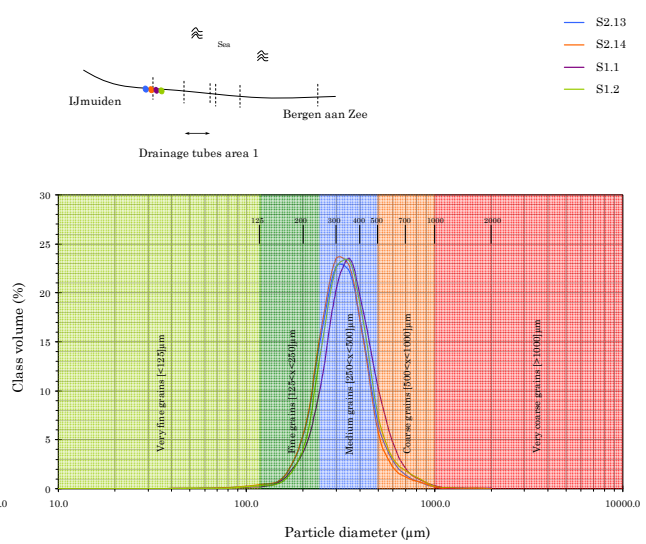 S2.13
S2.14
S1.1
S1.2
Sea
IJmuiden
Bergen aan Zee
Drainage tubes area 1
30
25
20
15
10
5
0
125
200
300
400
500
700
1000
2000
Class volume (%)
Very fine grains [<125]µm
Fine grains [125<x<250]µm
Medium grains [250<x<500]µm
Coarse grains [500<x<1000]µm
Very coarse grains [>1000]µm
.0
10.0
100.0
1000.0
10000.0
Particle diameter (µm)